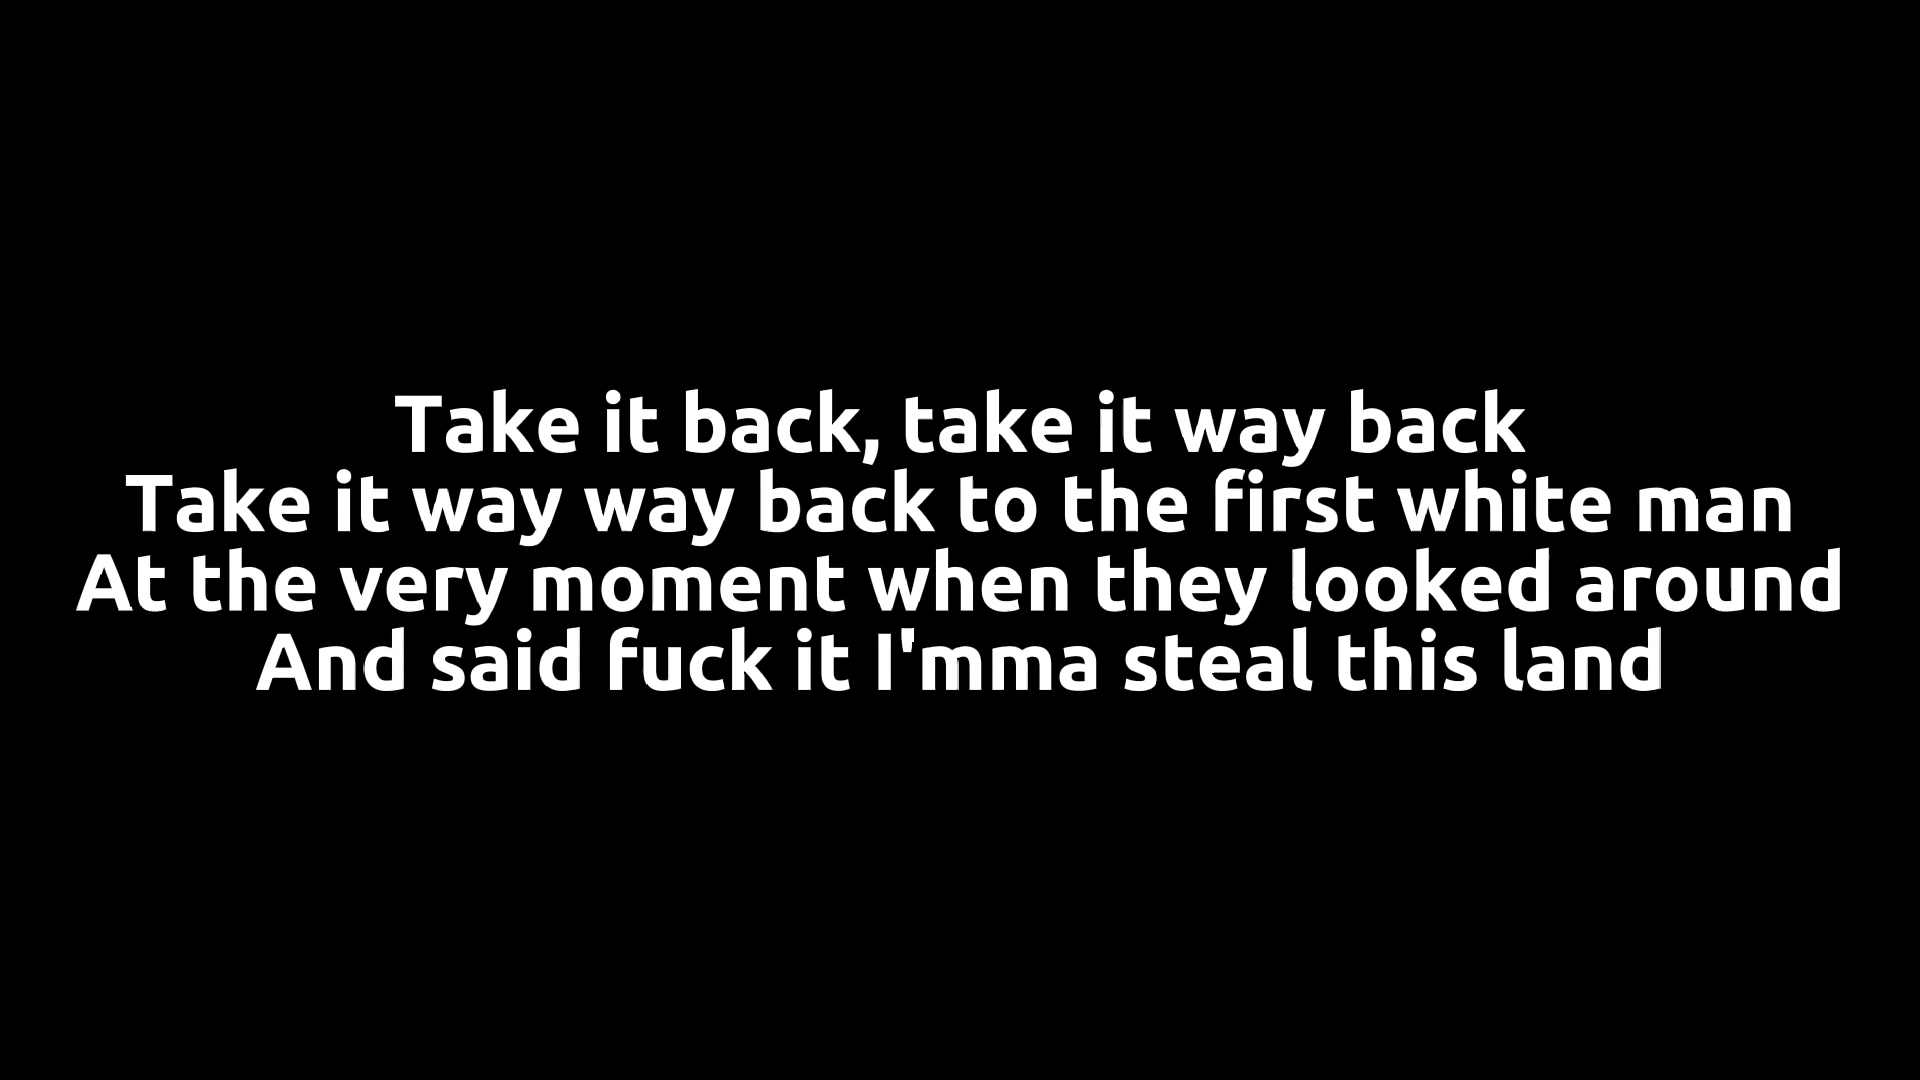 Take it back, take it way back
Take it way way back to the first white man
At the very moment when they looked around
And said fuck it I'mma steal this land